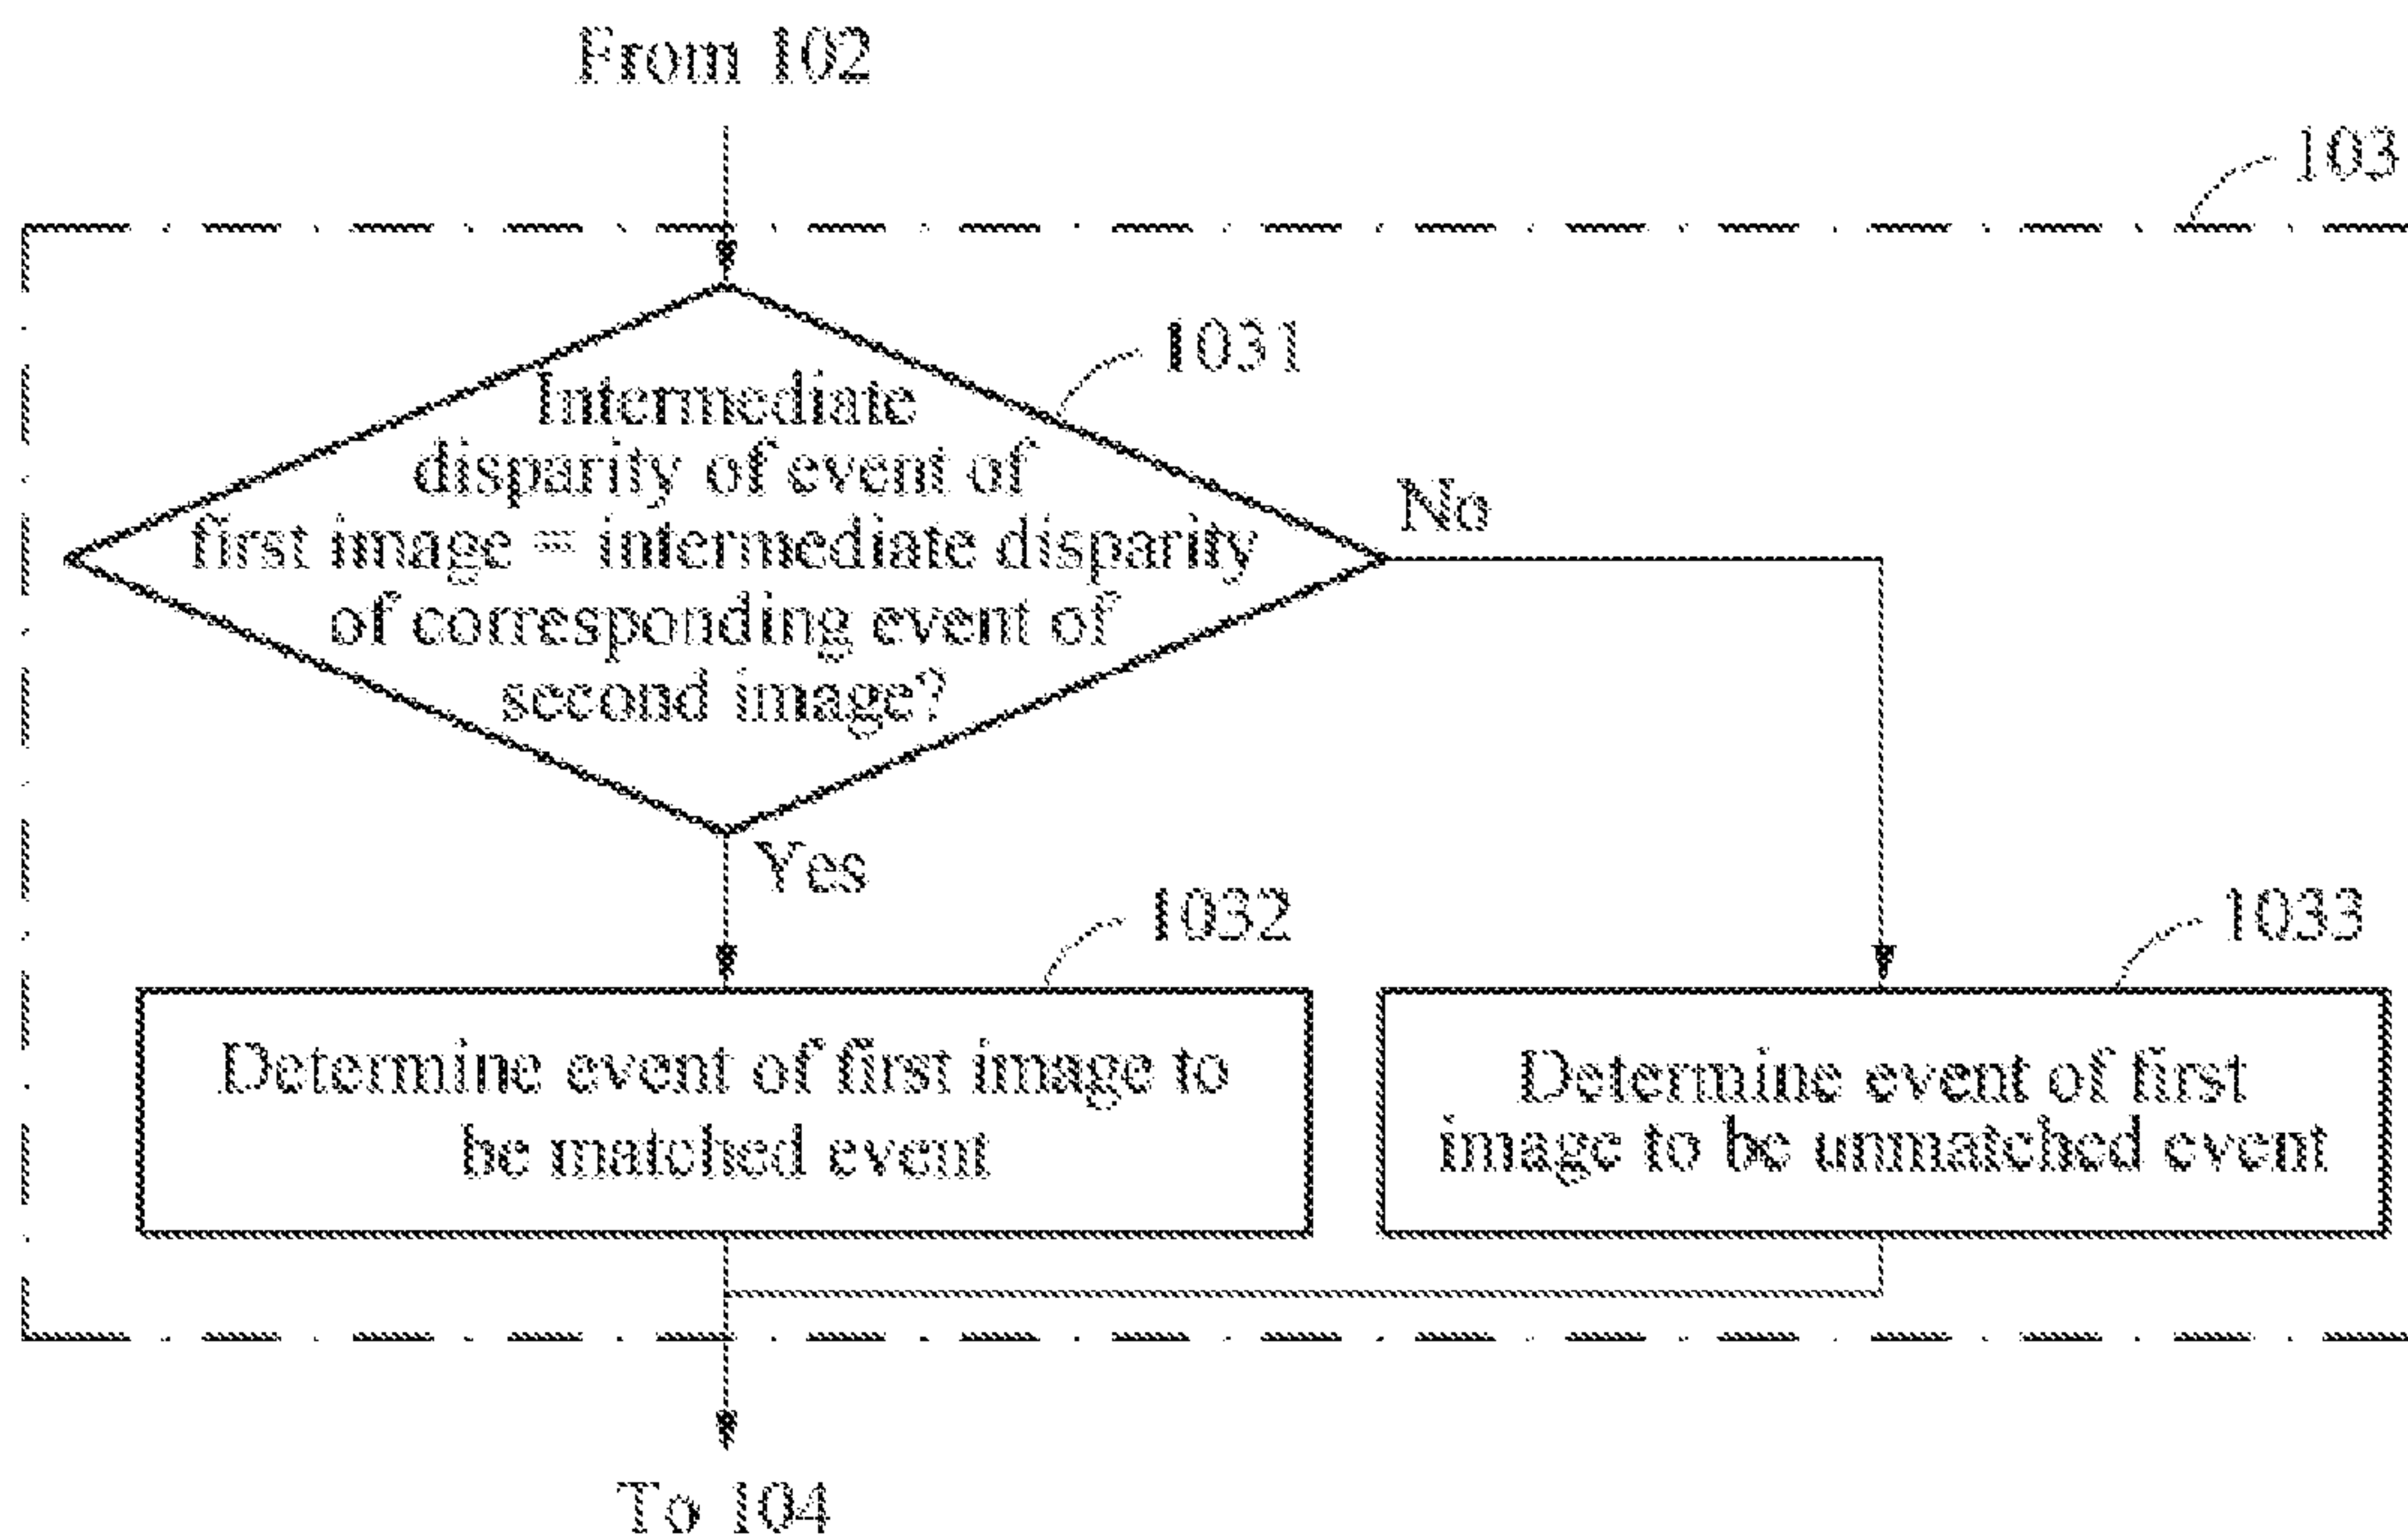 From 102
103
1031
Intermediate
disparity of event of
first image = intermediate disparity
of corresponding event of
second image?
No
Yes
1032
1033
Determine event of first image to
be matched event
Determine event of first
image to be unmatched event
To 104